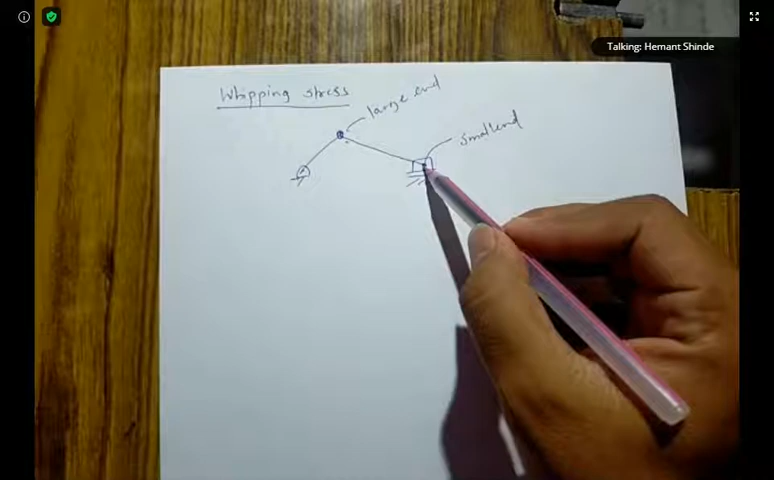 Talking: Hemant Shinde
Whipping stress
large end
small end